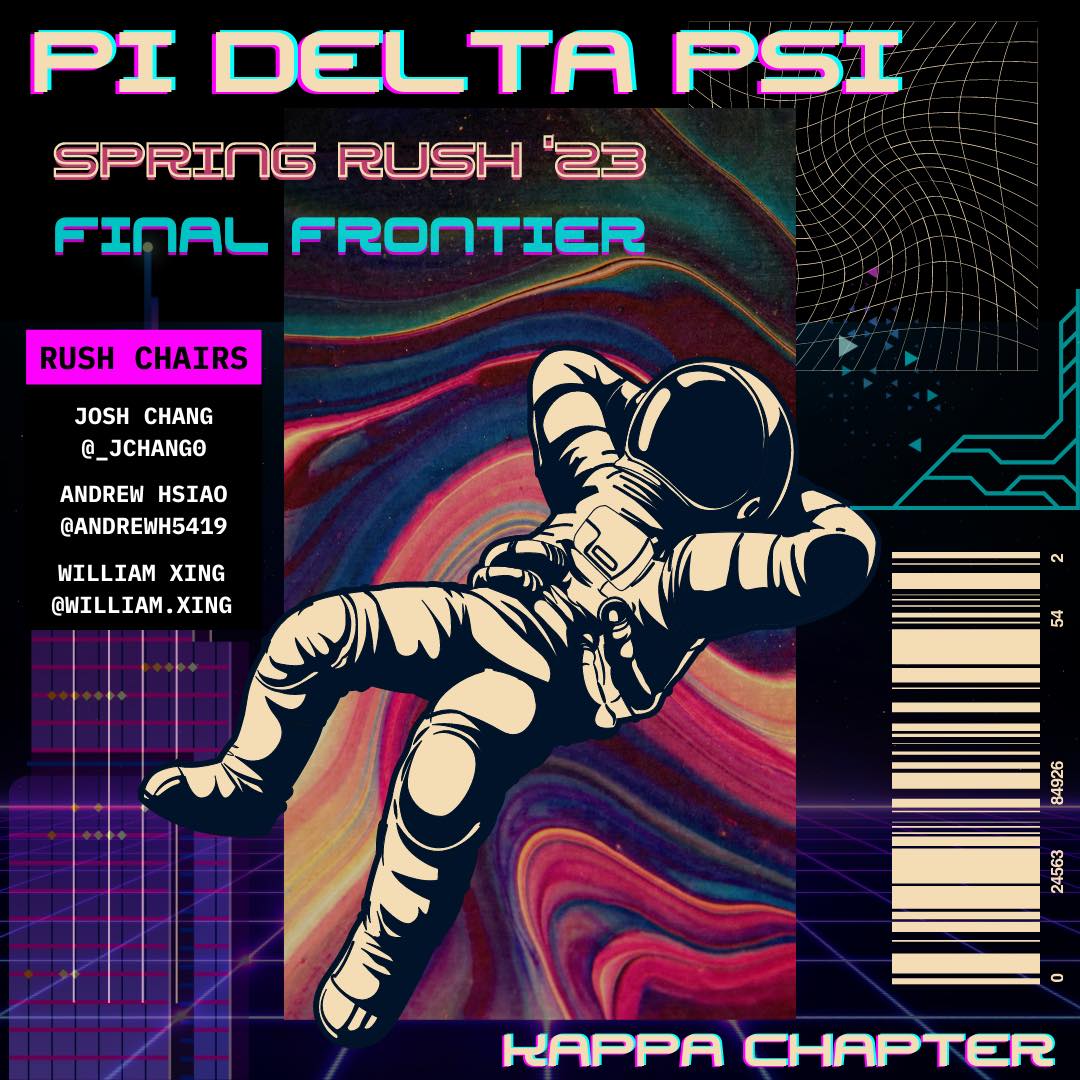 PI DELTA PSI
SPRING RUSH '23
FINAL FRONTIER
RUSH CHAIRS
JOSH CHANG
@_JCHANG0
ANDREW HSIAO
@ANDREWH5419
WILLIAM XING
@WILLIAM.XING
0 24563 84926 54 2
KAPPA CHAPTER